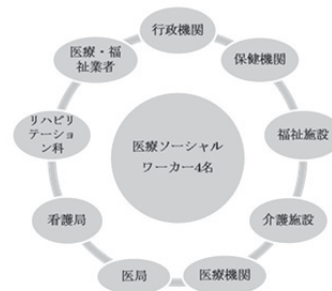 行政機関
保健機関
福祉施設
介護施設
医療機関
医局
看護局
リハビリ
テーショ
ン科
医療・福
祉業者
医療ソーシャル
ワーカー4名